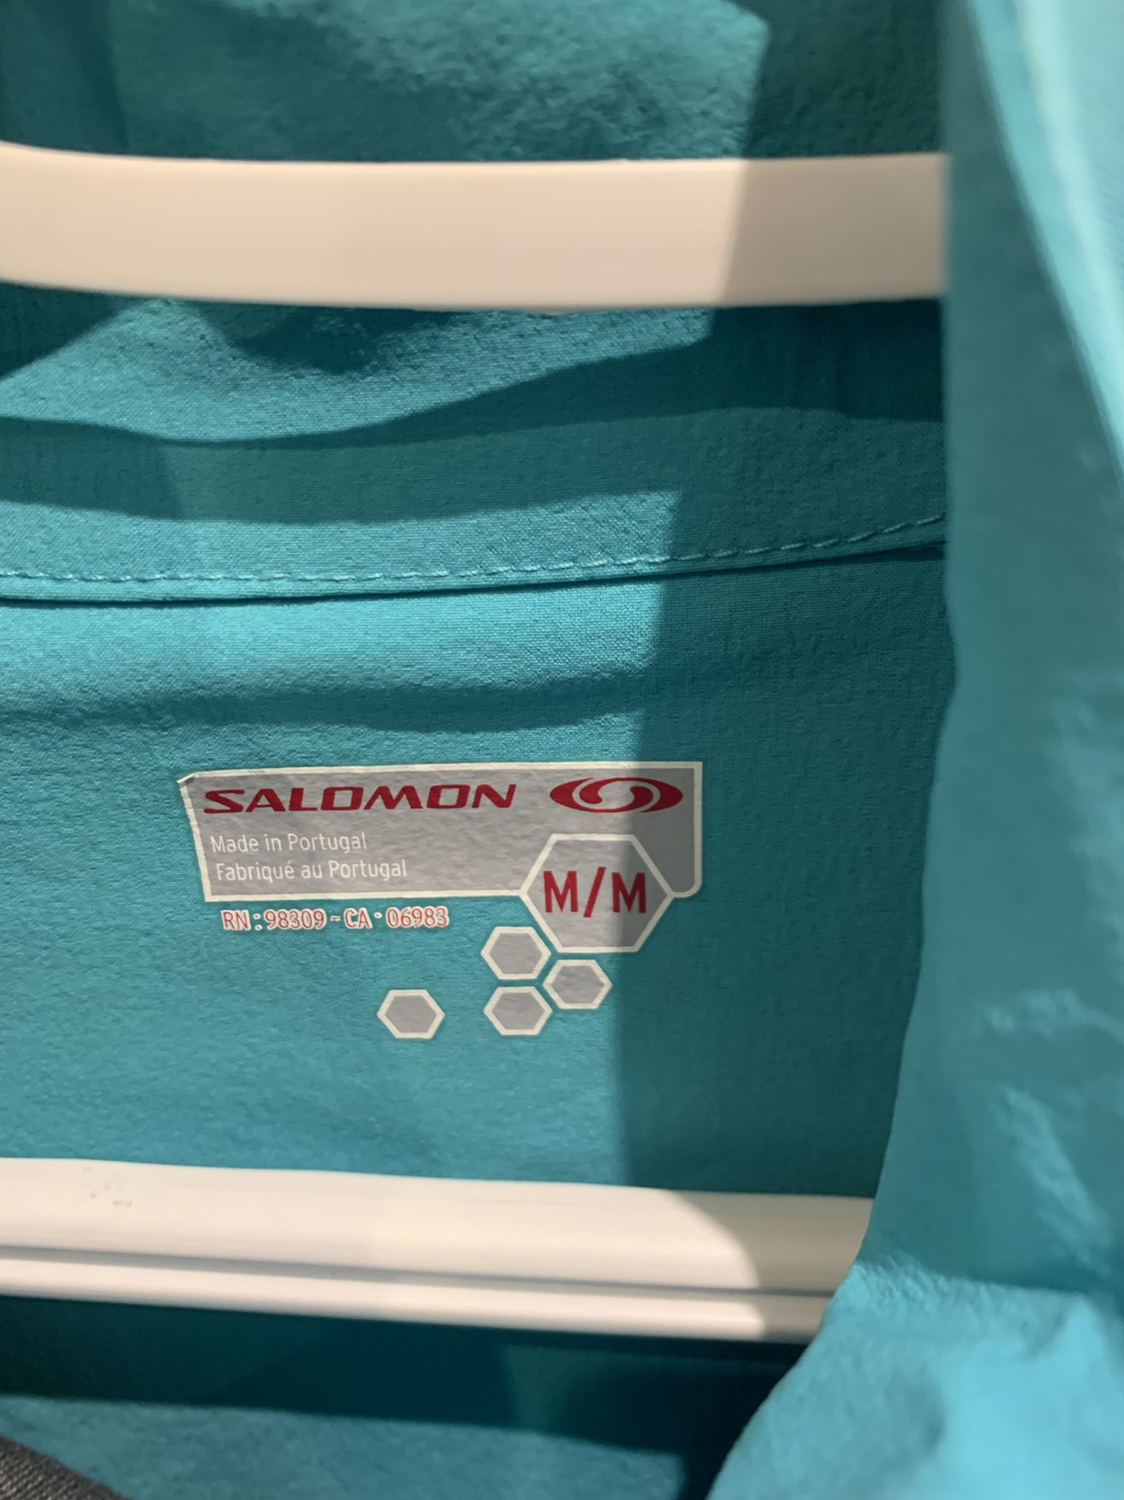 SALOMON
Made in Portugal
Fabriqué au Portugal
M/M
RN:98309-CA·06983